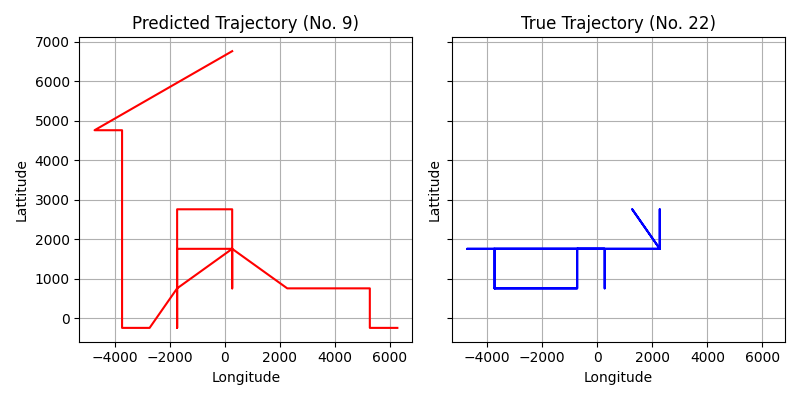 Predicted Trajectory (No. 9)
True Trajectory (No. 22)
7000
6000
5000
4000
3000
2000
1000
0
Lattitude
Lattitude
−4000 −2000 0 2000 4000 6000
−4000 −2000 0 2000 4000 6000
Longitude
Longitude